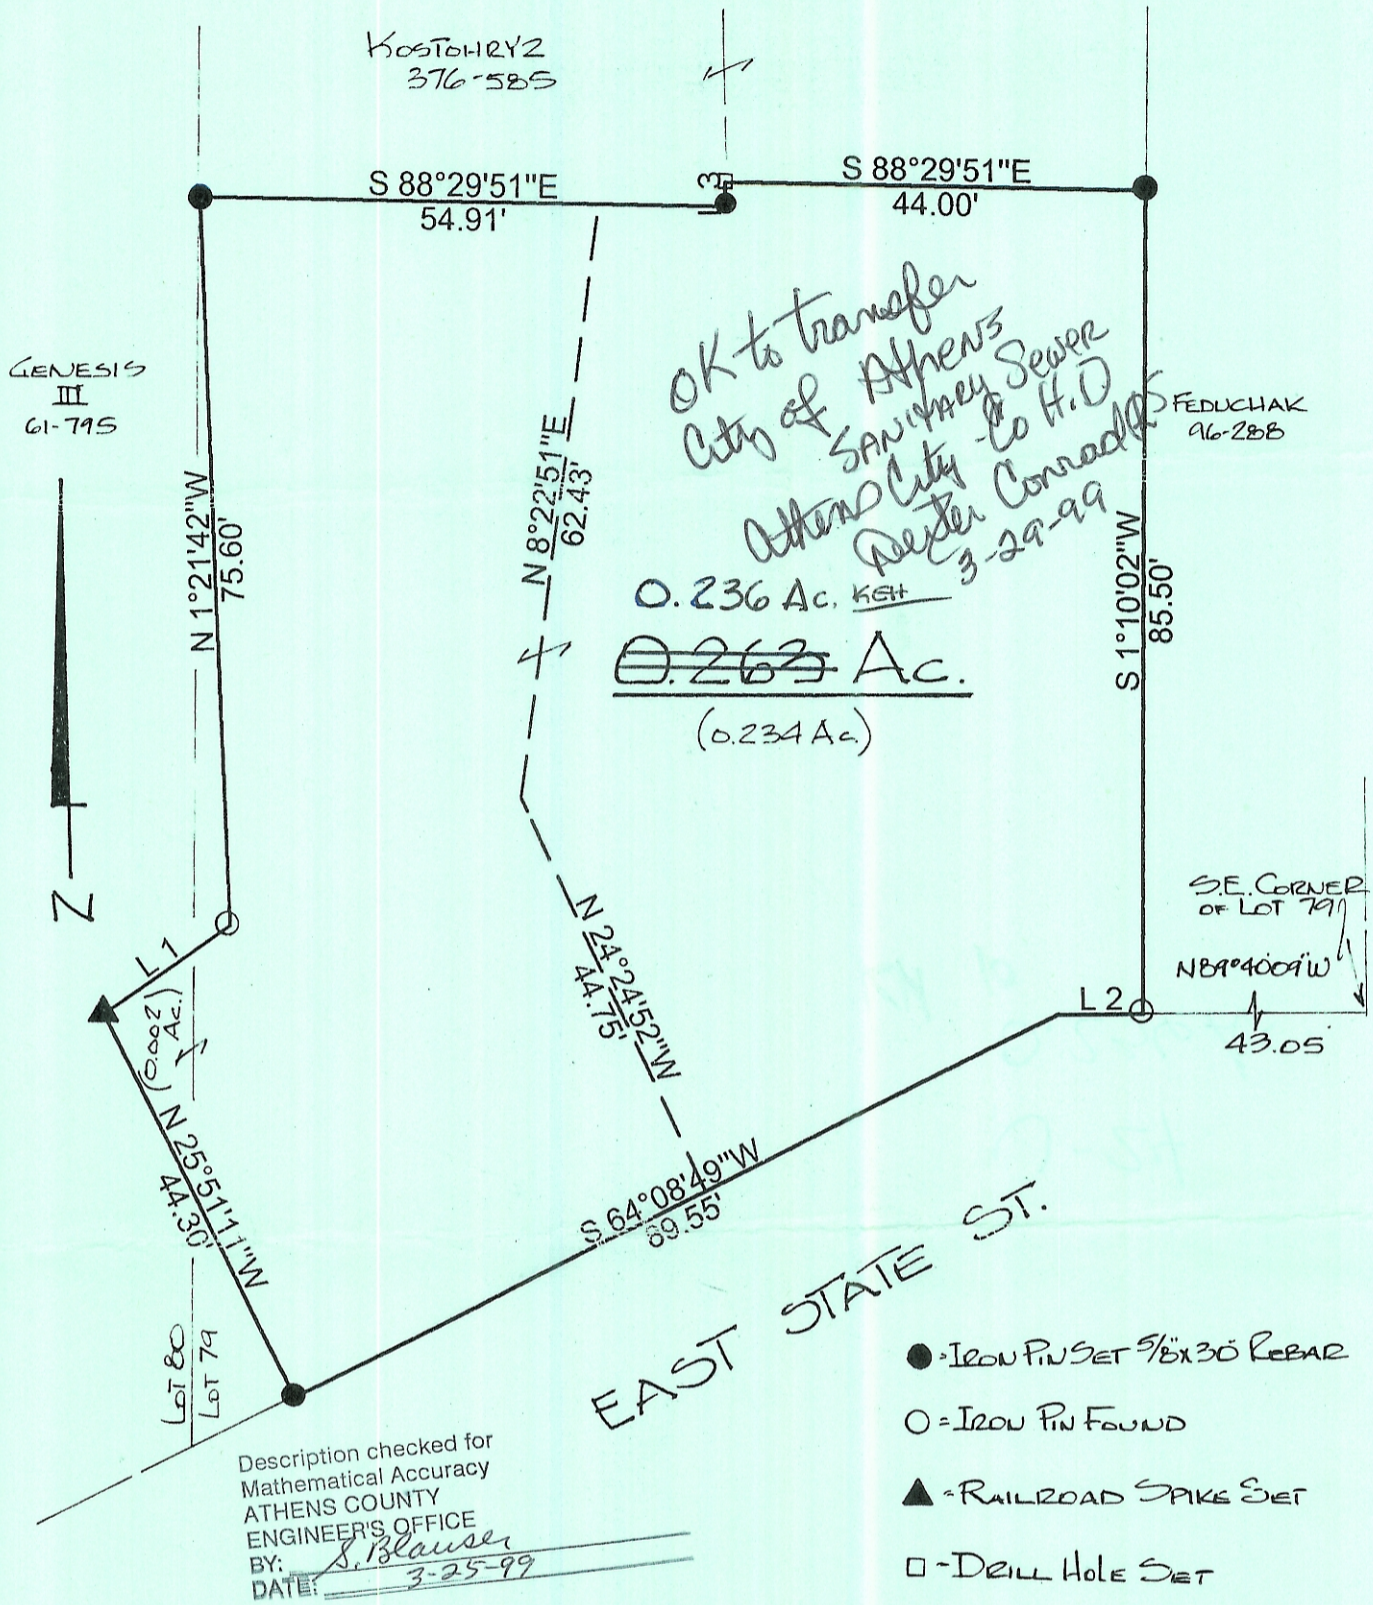 KOSTOHRYZ
376-585
S 88°29'51"E
54.91'
L 3
S 88°29'51"E
44.00'
GENESIS
III
61-795
N 1°21'42"W
75.60'
N 8°22'51"E
62.43'
OK to transfer
City of Athens
SANITARY Sewer
Athens City-Co H.D
Dexter Conrad RS
3-29-99
FEDUCHAK
96-288
S 1°10'02"W
85.50'
0.236 Ac. KEH
0.263 Ac.
(0.234 Ac.)
Z
L 1
(0.002
Ac.)
N 25°51'11"W
44.30'
N 24°24'52"W
44.75'
S.E. CORNER
OF LOT 79
N89°40'09"W
43.05
L 2
S 64°08'49"W
89.55'
EAST STATE ST.
LOT 80
LOT 79
Description checked for
Mathematical Accuracy
ATHENS COUNTY
ENGINEER'S OFFICE
BY: S. Blauser
DATE: 3-25-99
● = IRON PIN SET 5/8"x30" REBAR
○ = IRON PIN FOUND
▲ = RAILROAD SPIKE SET
□ - DRILL HOLE SET